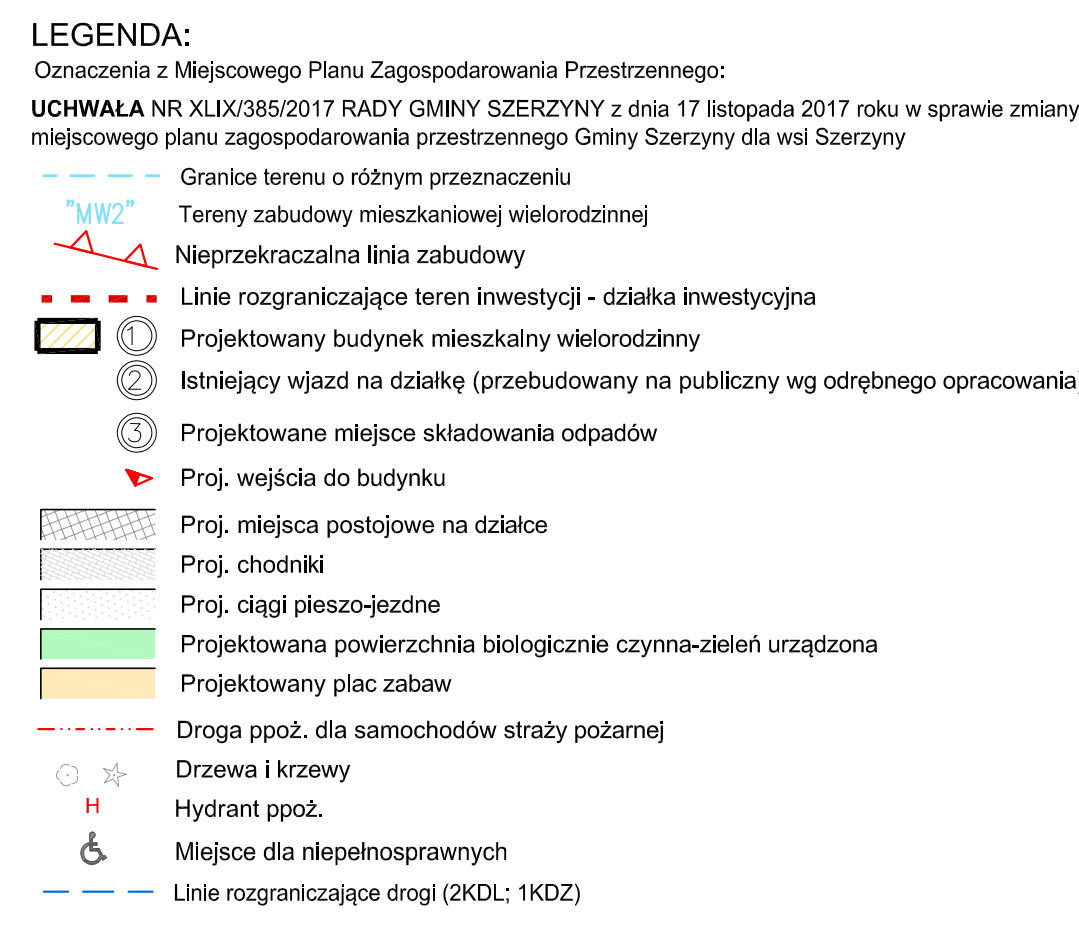 LEGENDA:
Oznaczenia z Miejscowego Planu Zagospodarowania Przestrzennego:
UCHWAŁA NR XLIX/385/2017 RADY GMINY SZERZYNY z dnia 17 listopada 2017 roku w sprawie zmiany
miejscowego planu zagospodarowania przestrzennego Gminy Szerzyny dla wsi Szerzyny
Granice terenu o różnym przeznaczeniu
"MW2" Tereny zabudowy mieszkaniowej wielorodzinnej
Nieprzekraczalna linia zabudowy
Linie rozgraniczające teren inwestycji - działka inwestycyjna
1 Projektowany budynek mieszkalny wielorodzinny
2 Istniejący wjazd na działkę (przebudowany na publiczny wg odrębnego opracowania)
3 Projektowane miejsce składowania odpadów
Proj. wejścia do budynku
Proj. miejsca postojowe na działce
Proj. chodniki
Proj. ciągi pieszo-jezdne
Projektowana powierzchnia biologicznie czynna-zieleń urządzona
Projektowany plac zabaw
Droga ppoż. dla samochodów straży pożarnej
Drzewa i krzewy
H Hydrant ppoż.
Miejsce dla niepełnosprawnych
Linie rozgraniczające drogi (2KDL; 1KDZ)